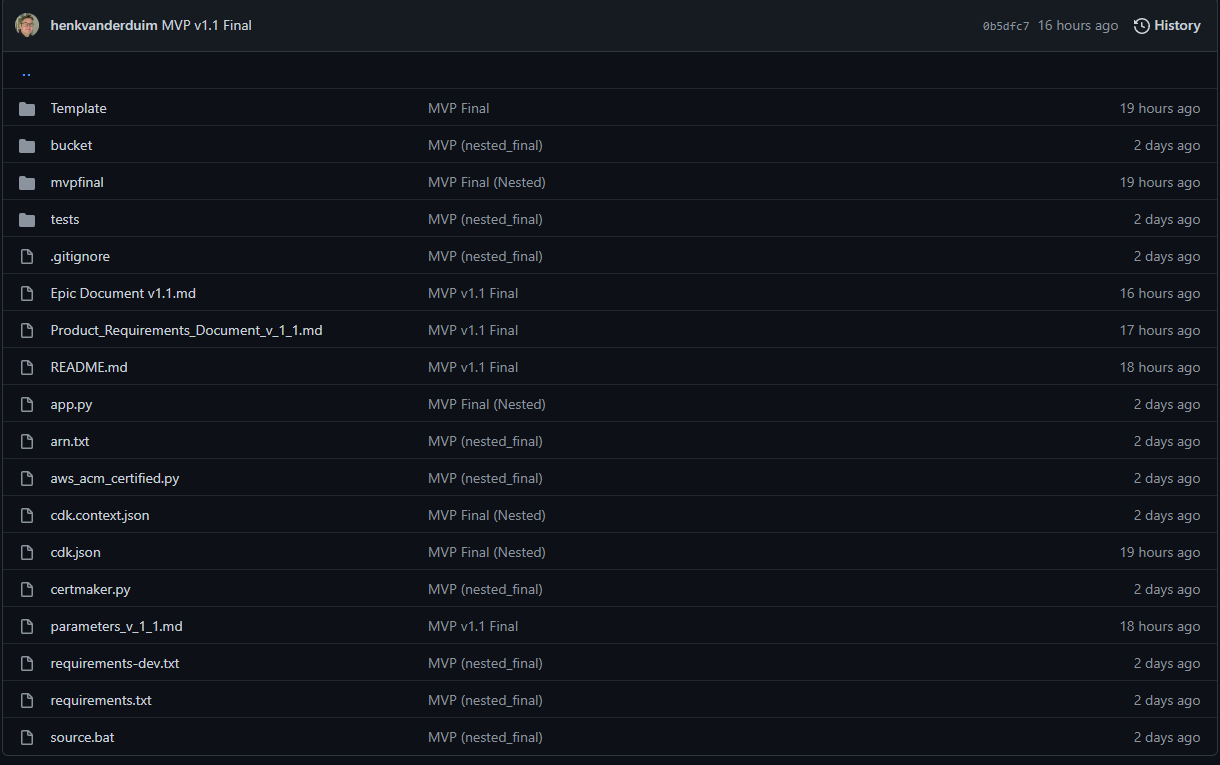 henkvanderduim MVP v1.1 Final 0b5dfc7 16 hours ago History
..
Template MVP Final 19 hours ago
bucket MVP (nested_final) 2 days ago
mvpfinal MVP Final (Nested) 19 hours ago
tests MVP (nested_final) 2 days ago
.gitignore MVP (nested_final) 2 days ago
Epic Document v1.1.md MVP v1.1 Final 16 hours ago
Product_Requirements_Document_v_1_1.md MVP v1.1 Final 17 hours ago
README.md MVP v1.1 Final 18 hours ago
app.py MVP Final (Nested) 2 days ago
arn.txt MVP (nested_final) 2 days ago
aws_acm_certified.py MVP (nested_final) 2 days ago
cdk.context.json MVP Final (Nested) 2 days ago
cdk.json MVP Final (Nested) 19 hours ago
certmaker.py MVP (nested_final) 2 days ago
parameters_v_1_1.md MVP v1.1 Final 18 hours ago
requirements-dev.txt MVP (nested_final) 2 days ago
requirements.txt MVP (nested_final) 2 days ago
source.bat MVP (nested_final) 2 days ago